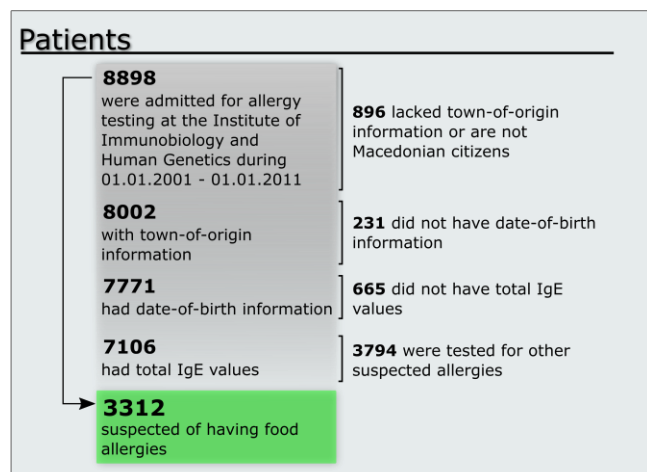 Patients
8898
were admitted for allergy
testing at the Institute of
Immunobiology and
Human Genetics during
01.01.2001 - 01.01.2011
896 lacked town-of-origin
information or are not
Macedonian citizens
8002
with town-of-origin
information
231 did not have date-of-birth
information
7771
had date-of-birth information
665 did not have total IgE
values
7106
had total IgE values
3794 were tested for other
suspected allergies
3312
suspected of having food
allergies